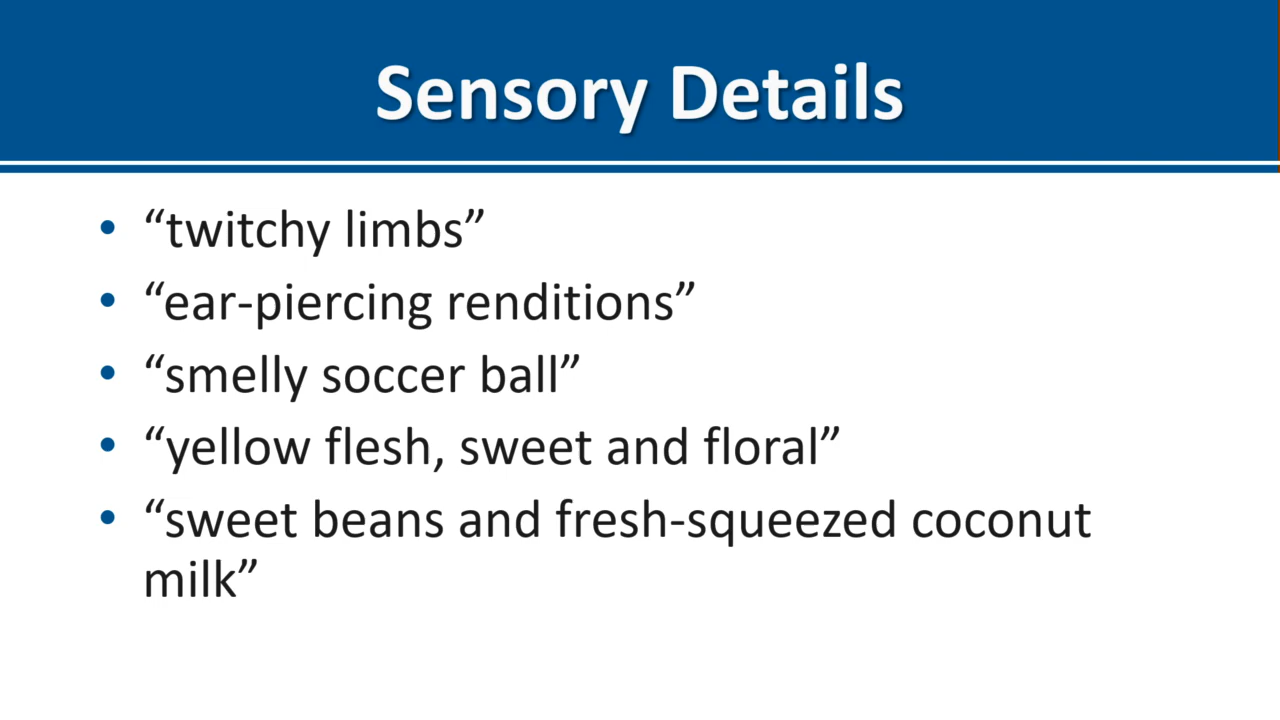 Sensory Details
• “twitchy limbs”
• “ear-piercing renditions”
• “smelly soccer ball”
• “yellow flesh, sweet and floral”
• “sweet beans and fresh-squeezed coconut
milk”